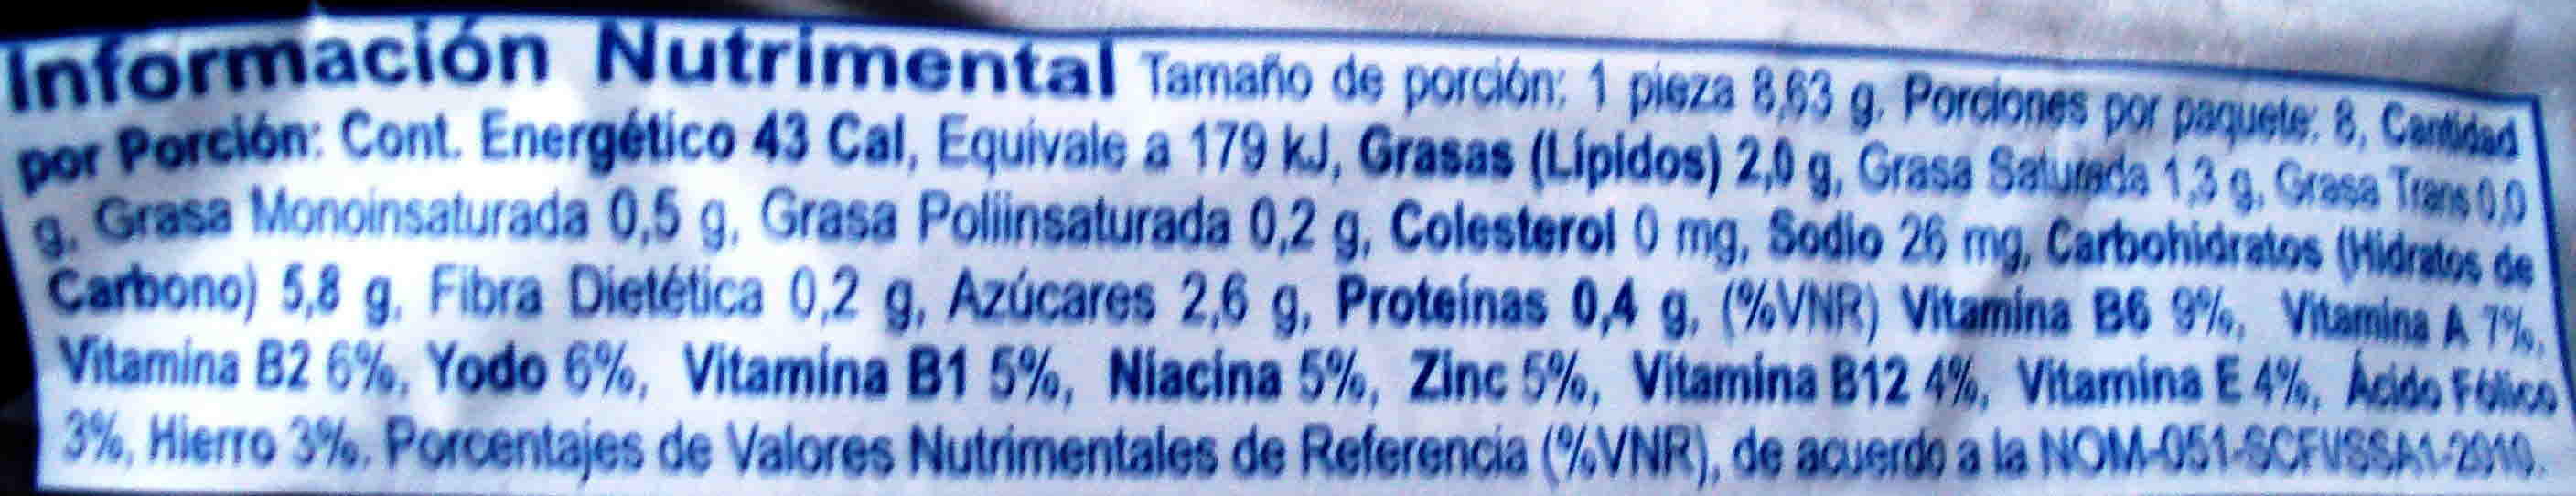 Información Nutrimental Tamaño de porción: 1 pieza 8,63 g, Porciones por paquete: 8, Cantidad
por Porción: Cont. Energético 43 Cal, Equivale a 179 kJ, Grasas (Lípidos) 2,0 g, Grasa Saturada 1,3 g, Grasa Trans 0,0
g, Grasa Monoinsaturada 0,5 g, Grasa Poliinsaturada 0,2 g, Colesterol 0 mg, Sodio 26 mg, Carbohidratos (Hidratos de
Carbono) 5,8 g, Fibra Dietética 0,2 g, Azúcares 2,6 g, Proteínas 0,4 g, (%VNR) Vitamina B6 9%, Vitamina A 7%,
Vitamina B2 6%, Yodo 6%, Vitamina B1 5%, Niacina 5%, Zinc 5%, Vitamina B12 4%, Vitamina E 4%, Ácido Fólico
3%, Hierro 3%. Porcentajes de Valores Nutrimentales de Referencia (%VNR), de acuerdo a la NOM-051-SCFI/SSA1-2010.